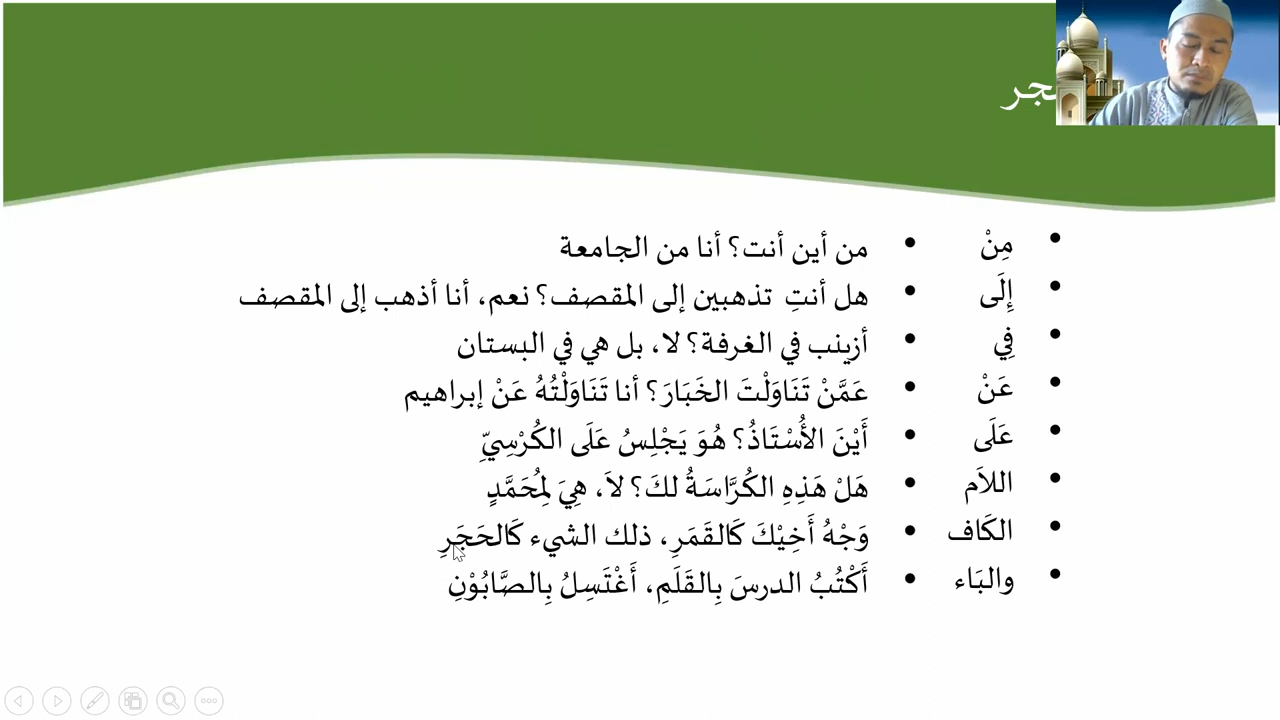 مِنْ • من أين أنت؟ أنا من الجامعة
إِلَى • هل أنتِ تذهبين إلى المقصف؟ نعم، أنا أذهب إلى المقصف
فِي • أزينب في الغرفة؟ لا، بل هي في البستان
عَنْ • عَمَّنْ تَنَاوَلْتَ الخَبَارَ؟ أنا تَنَاوَلْتُهُ عَنْ إبراهيم
عَلَى • أَيْنَ الأُسْتَاذُ؟ هُوَ يَجْلِسُ عَلَى الكُرْسِيِّ
اللاَم • هَلْ هَذِهِ الكُرَّاسَةُ لكَ؟ لاَ، هِيَ لِمُحَمَّدٍ
الكَاف • وَجْهُ أَخِيْكَ كَالقَمَرِ، ذلك الشيء كَالحَجَرِ
والبَاء • أَكْتُبُ الدرسَ بِالقَلَمِ، أَغْتَسِلُ بِالصَّابُوْنِ